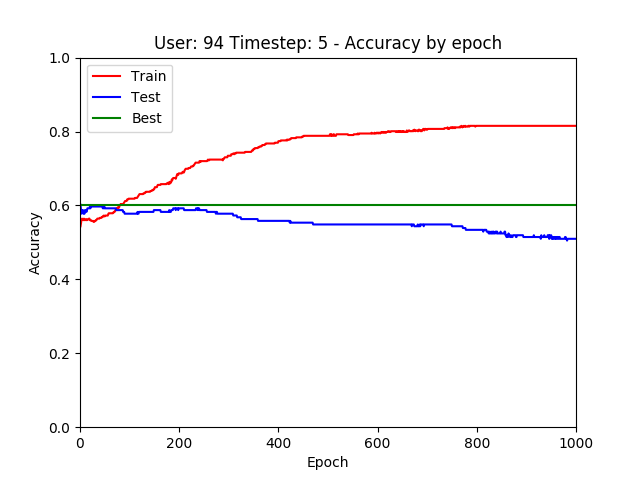 User: 94 Timestep: 5 - Accuracy by epoch
1.0
0.8
0.6
0.4
0.2
0.0
Accuracy
Train
Test
Best
0 200 400 600 800 1000
Epoch